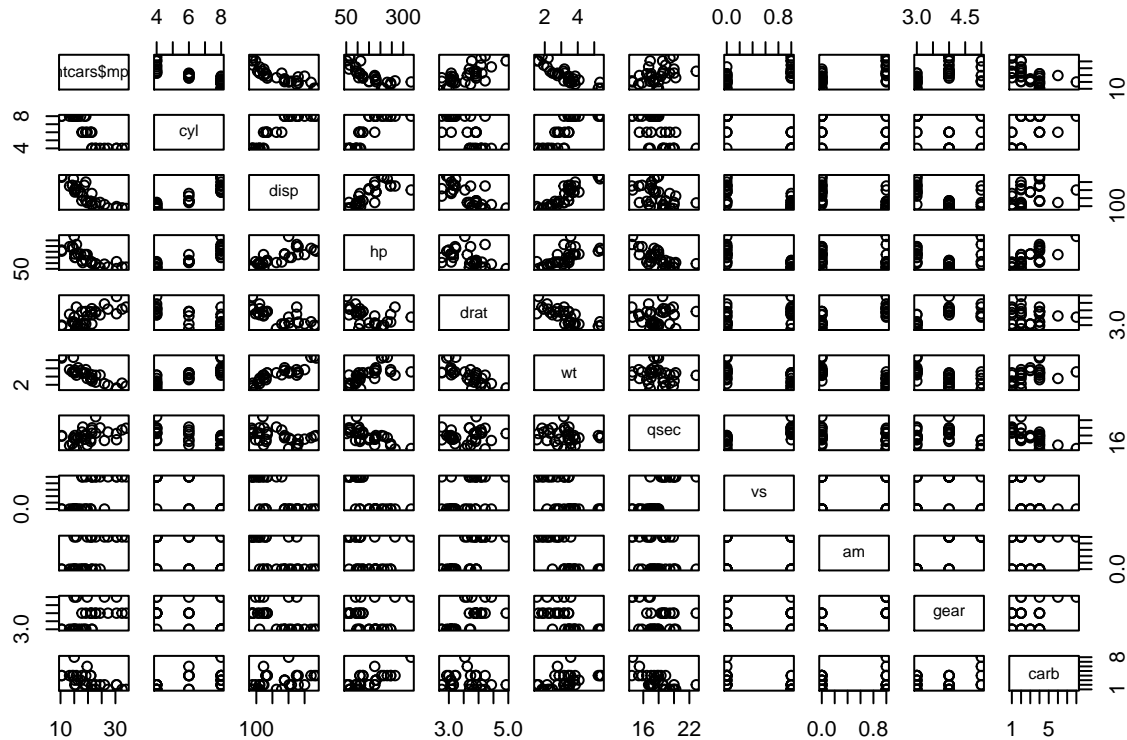 4 6 8 50 300 2 4 0.0 0.8 3.0 4.5
ntcars$mp 10
4 8 cyl
disp 100
50 hp
drat 3.0
2 wt
qsec 16
0.0 vs
am 0.0
3.0 gear
carb 1 8
10 20 30 100 3.0 5.0 16 22 0.0 0.8 1 5